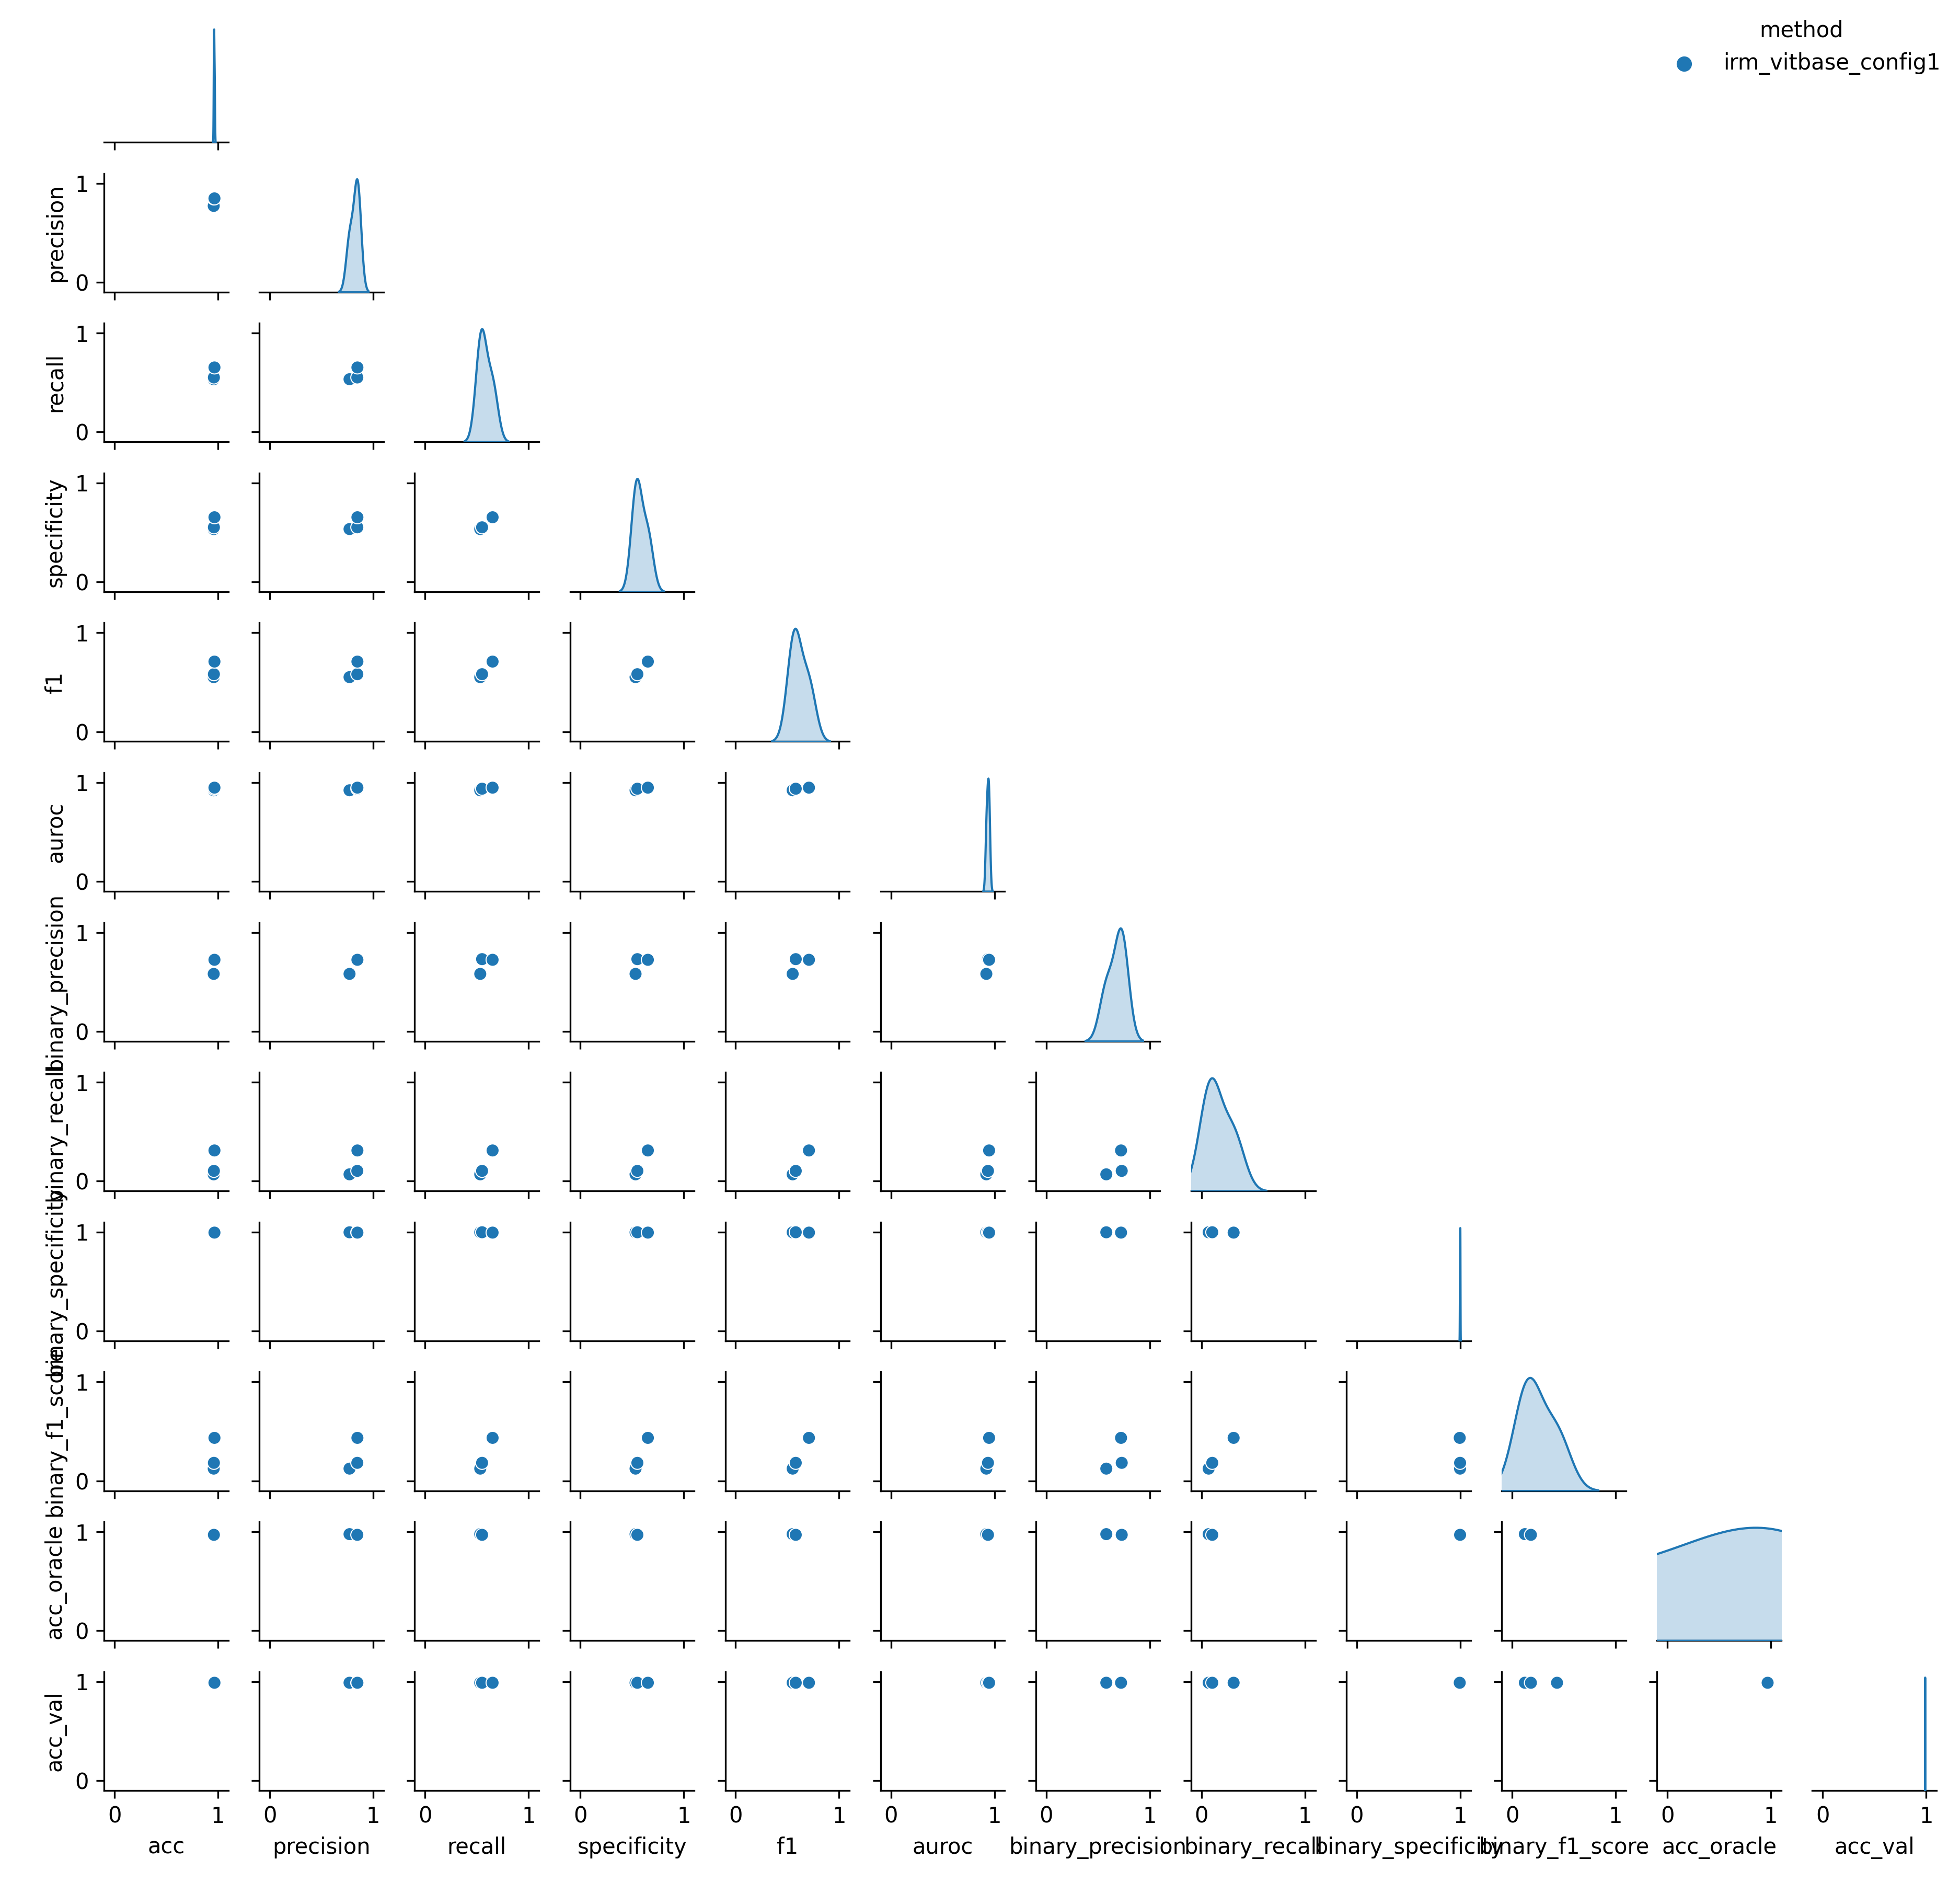 method
irm_vitbase_config1
1
precision
0
1
recall
0
1
specificity
0
1
f1
0
1
auroc
0
1
binary_precision
0
1
binary_recall
0
1
binary_specificity
0
1
binary_f1_score
0
1
acc_oracle
0
1
acc_val
0
0 1 0 1 0 1 0 1 0 1 0 1 0 1 0 1 0 1 0 1 0 1 0 1
acc precision recall specificity f1 auroc binary_precision binary_recall binary_specificity binary_f1_score acc_oracle acc_val